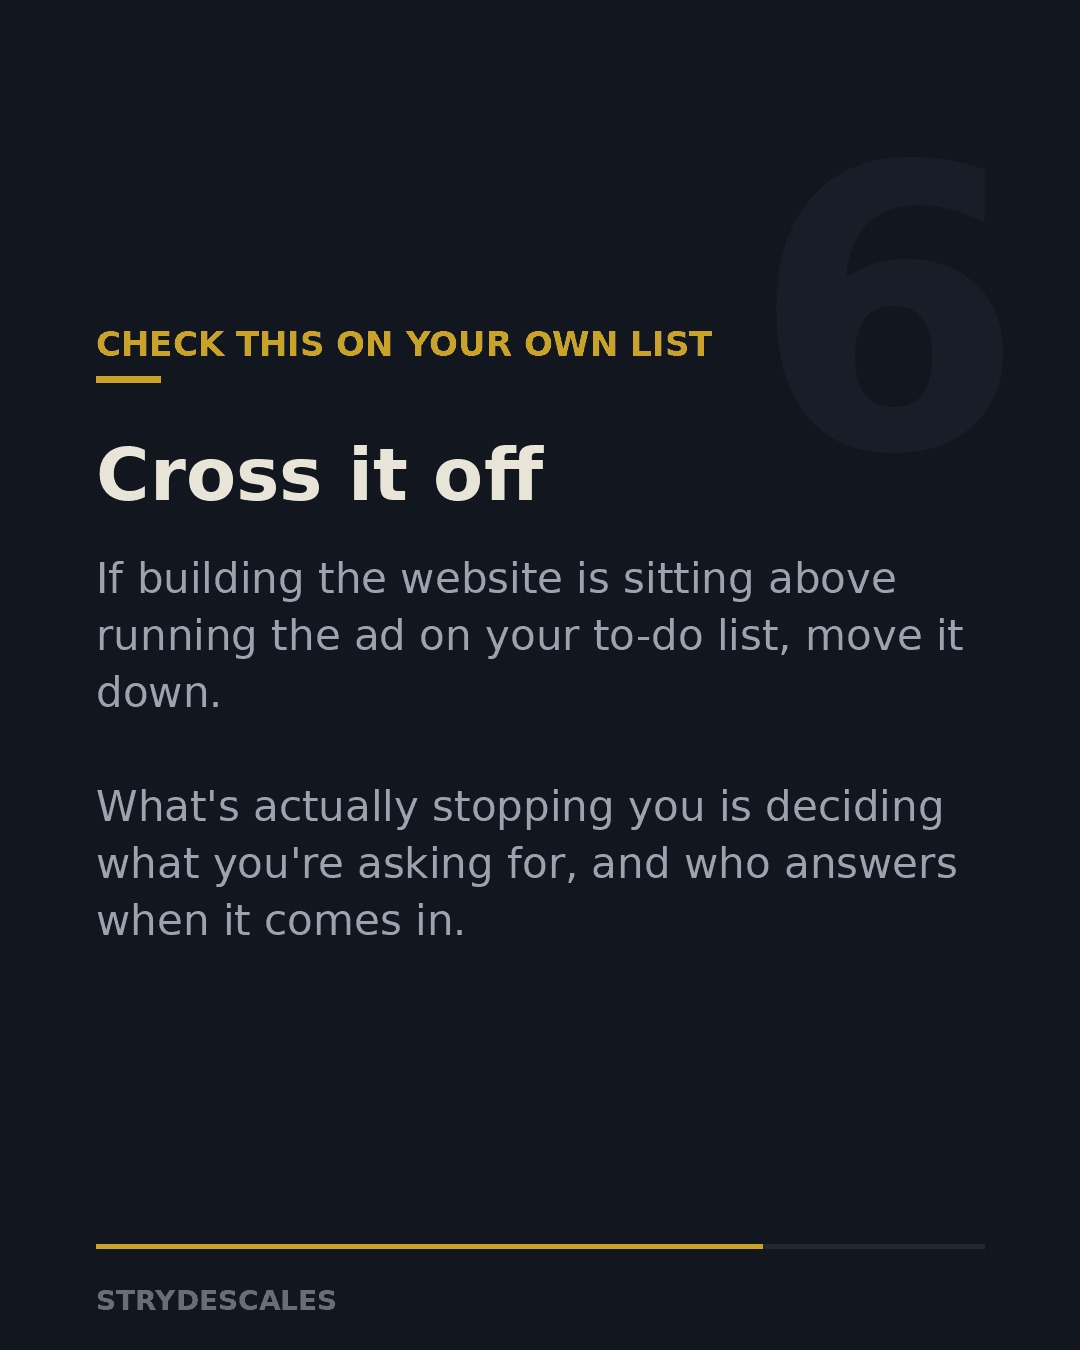 6
CHECK THIS ON YOUR OWN LIST
Cross it off
If building the website is sitting above
running the ad on your to-do list, move it
down.
What's actually stopping you is deciding
what you're asking for, and who answers
when it comes in.
STRYDESCALES